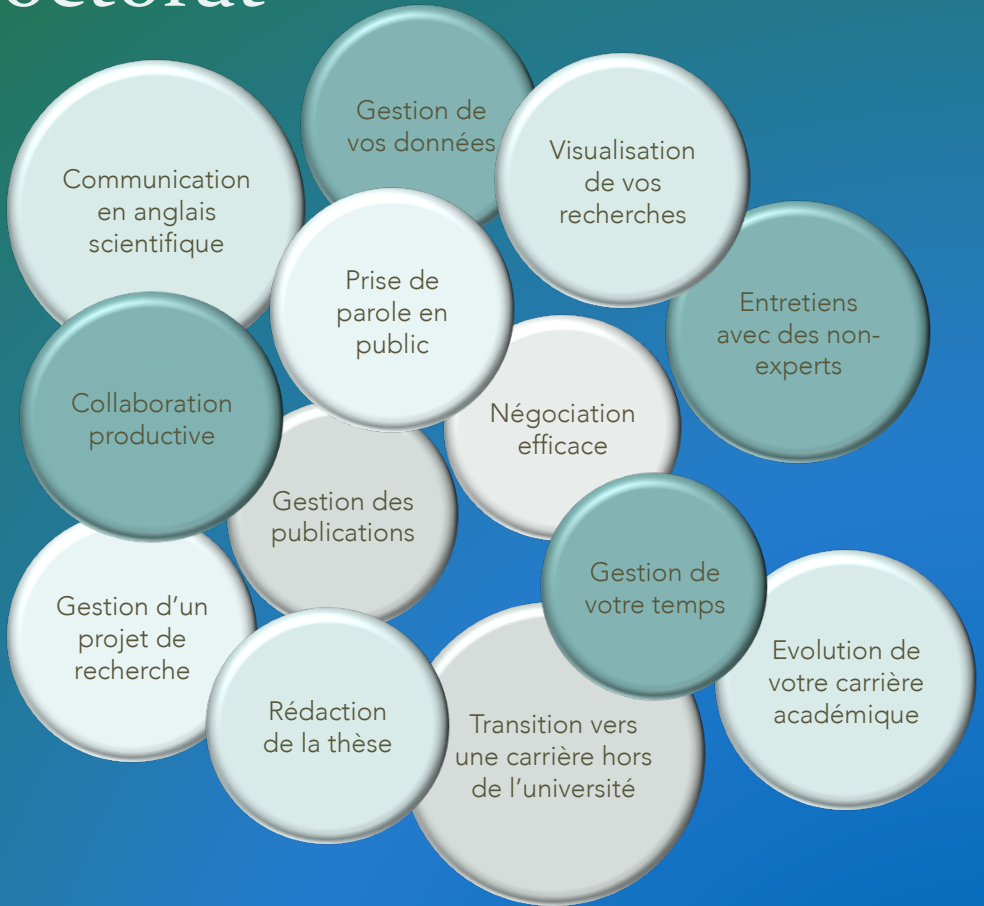 Gestion de
vos données
Visualisation
de vos
recherches
Communication
en anglais
scientifique
Prise de
parole en
public
Entretiens
avec des non-
experts
Collaboration
productive
Négociation
efficace
Gestion des
publications
Gestion de
votre temps
Gestion d’un
projet de
recherche
Evolution de
votre carrière
académique
Rédaction
de la thèse
Transition vers
une carrière hors
de l’université